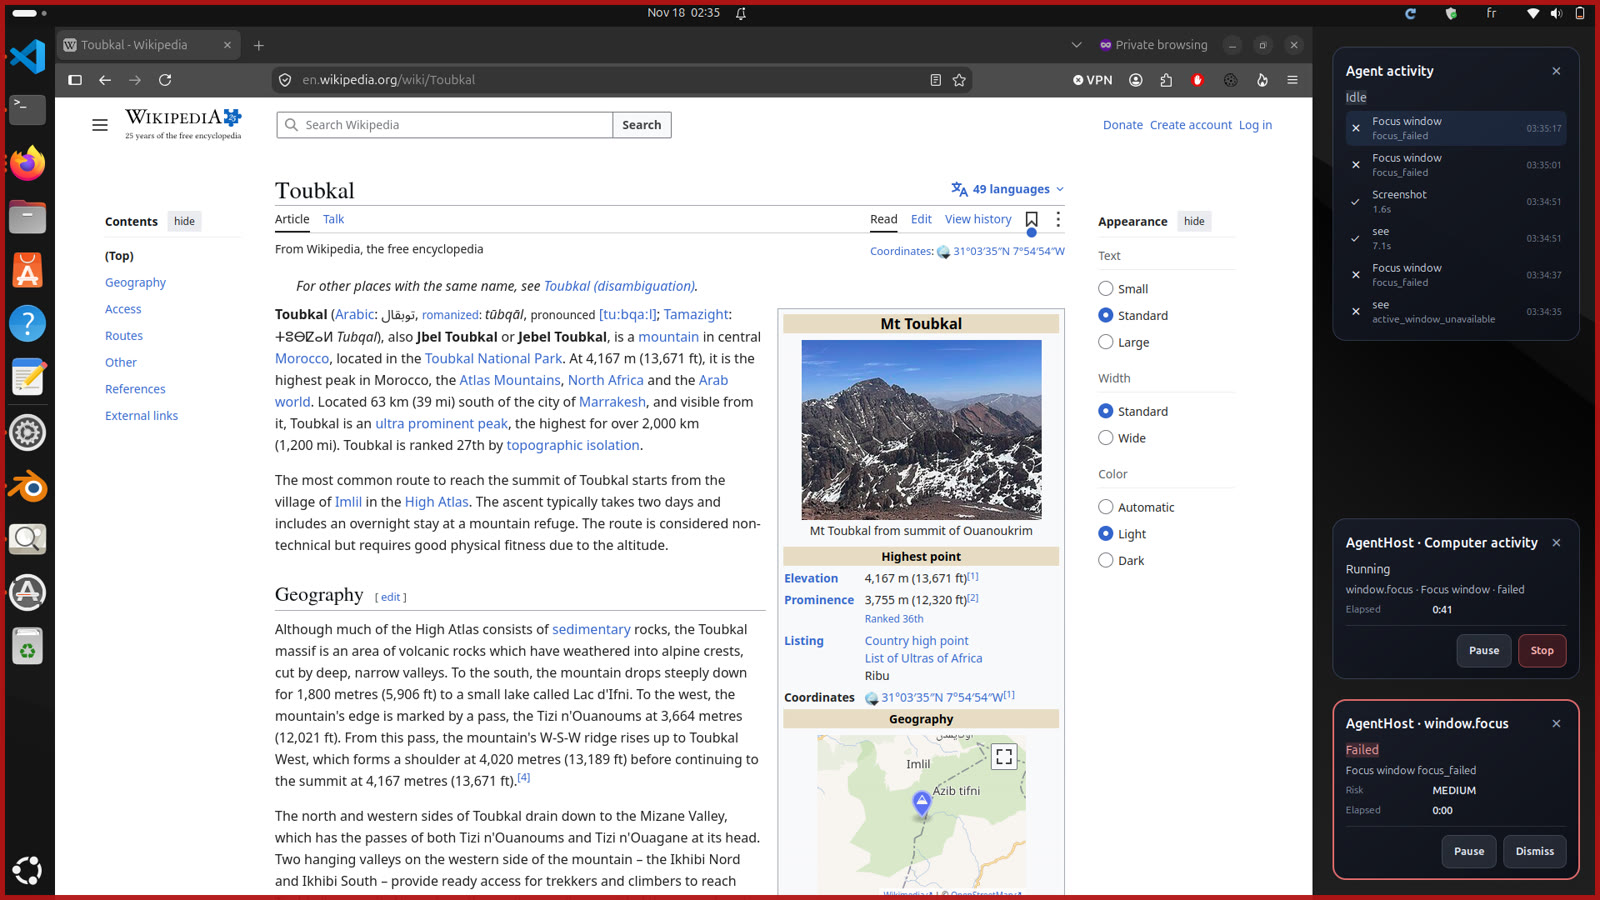 Nov 18 02:35
fr
Toubkal - Wikipedia
Private browsing
en.wikipedia.org/wiki/Toubkal
VPN
WIKIPEDIA
25 years of the free encyclopedia
Search Wikipedia
Search
Donate Create account Log in
Contents hide
(Top)
Geography
Access
Routes
Other
References
External links
Toubkal
49 languages
Article Talk
Read Edit View history
From Wikipedia, the free encyclopedia
Coordinates: 31°03′35″N 7°54′54″W
For other places with the same name, see Toubkal (disambiguation).
Toubkal (Arabic: توبقال, romanized: tūbqāl, pronounced [tu:bqa:l]; Tamazight:
ⵜⵓⴱⵇⴰⵍ Tubqal), also Jbel Toubkal or Jebel Toubkal, is a mountain in central
Morocco, located in the Toubkal National Park. At 4,167 m (13,671 ft), it is the
highest peak in Morocco, the Atlas Mountains, North Africa and the Arab
world. Located 63 km (39 mi) south of the city of Marrakesh, and visible from
it, Toubkal is an ultra prominent peak, the highest for over 2,000 km
(1,200 mi). Toubkal is ranked 27th by topographic isolation.
The most common route to reach the summit of Toubkal starts from the
village of Imlil in the High Atlas. The ascent typically takes two days and
includes an overnight stay at a mountain refuge. The route is considered non-
technical but requires good physical fitness due to the altitude.
Geography [ edit ]
Although much of the High Atlas consists of sedimentary rocks, the Toubkal
massif is an area of volcanic rocks which have weathered into alpine crests,
cut by deep, narrow valleys. To the south, the mountain drops steeply down
for 1,800 metres (5,906 ft) to a small lake called Lac d'Ifni. To the west, the
mountain's edge is marked by a pass, the Tizi n'Ouanoums at 3,664 metres
(12,021 ft). From this pass, the mountain's W-S-W ridge rises up to Toubkal
West, which forms a shoulder at 4,020 metres (13,189 ft) before continuing to
the summit at 4,167 metres (13,671 ft).[4]
The north and western sides of Toubkal drain down to the Mizane Valley,
which has the passes of both Tizi n'Ouanoums and Tizi n'Ouagane at its head.
Two hanging valleys on the western side of the mountain – the Ikhibi Nord
and Ikhibi South – provide ready access for trekkers and climbers to reach
Mt Toubkal
Mt Toubkal from summit of Ouanoukrim
Highest point
Elevation 4,167 m (13,671 ft)[1]
Prominence 3,755 m (12,320 ft)[2]
Ranked 36th
Listing Country high point
List of Ultras of Africa
Ribu
Coordinates 31°03′35″N 7°54′54″W[1]
Geography
Imlil
Azib tifni
Wikipedia | © OpenStreetMap
Appearance hide
Text
Small
Standard
Large
Width
Standard
Wide
Color
Automatic
Light
Dark
Agent activity
Idle
Focus window 03:35:17
focus_failed
Focus window 03:35:01
focus_failed
Screenshot 03:34:51
1.6s
see 03:34:51
7.1s
Focus window 03:34:37
focus_failed
see 03:34:35
active_window_unavailable
AgentHost · Computer activity
Running
window.focus · Focus window · failed
Elapsed 0:41
Pause Stop
AgentHost · window.focus
Failed
Focus window focus_failed
Risk MEDIUM
Elapsed 0:00
Pause Dismiss